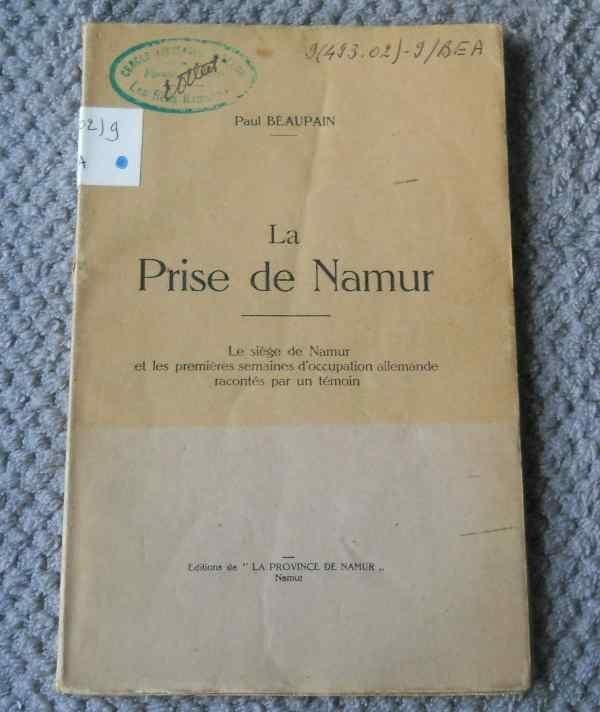 9(493.02)-9/BEA
02)9
Paul BEAUPAIN
La
Prise de Namur
Le siège de Namur
et les premières semaines d'occupation allemande
racontés par un témoin
Editions de " LA PROVINCE DE NAMUR „
Namur